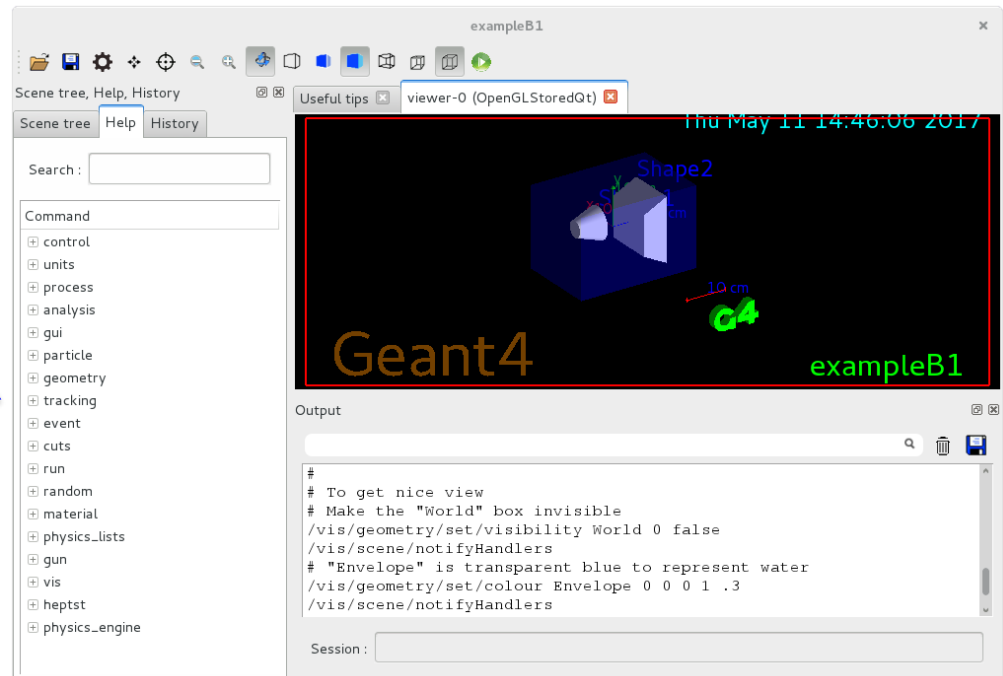 exampleB1
Scene tree, Help, History
Useful tips
viewer-0 (OpenGLStoredQt)
Scene tree
Help
History
Search :
Command
control
units
process
analysis
gui
particle
geometry
tracking
event
cuts
run
random
material
physics_lists
gun
vis
heptst
physics_engine
Thu May 11 14:46:06 2017
Shape2
y
cm
10 cm
G4
Geant4
exampleB1
Output
#
# To get nice view
# Make the "World" box invisible
/vis/geometry/set/visibility World 0 false
/vis/scene/notifyHandlers
# "Envelope" is transparent blue to represent water
/vis/geometry/set/colour Envelope 0 0 0 1 .3
/vis/scene/notifyHandlers
Session :